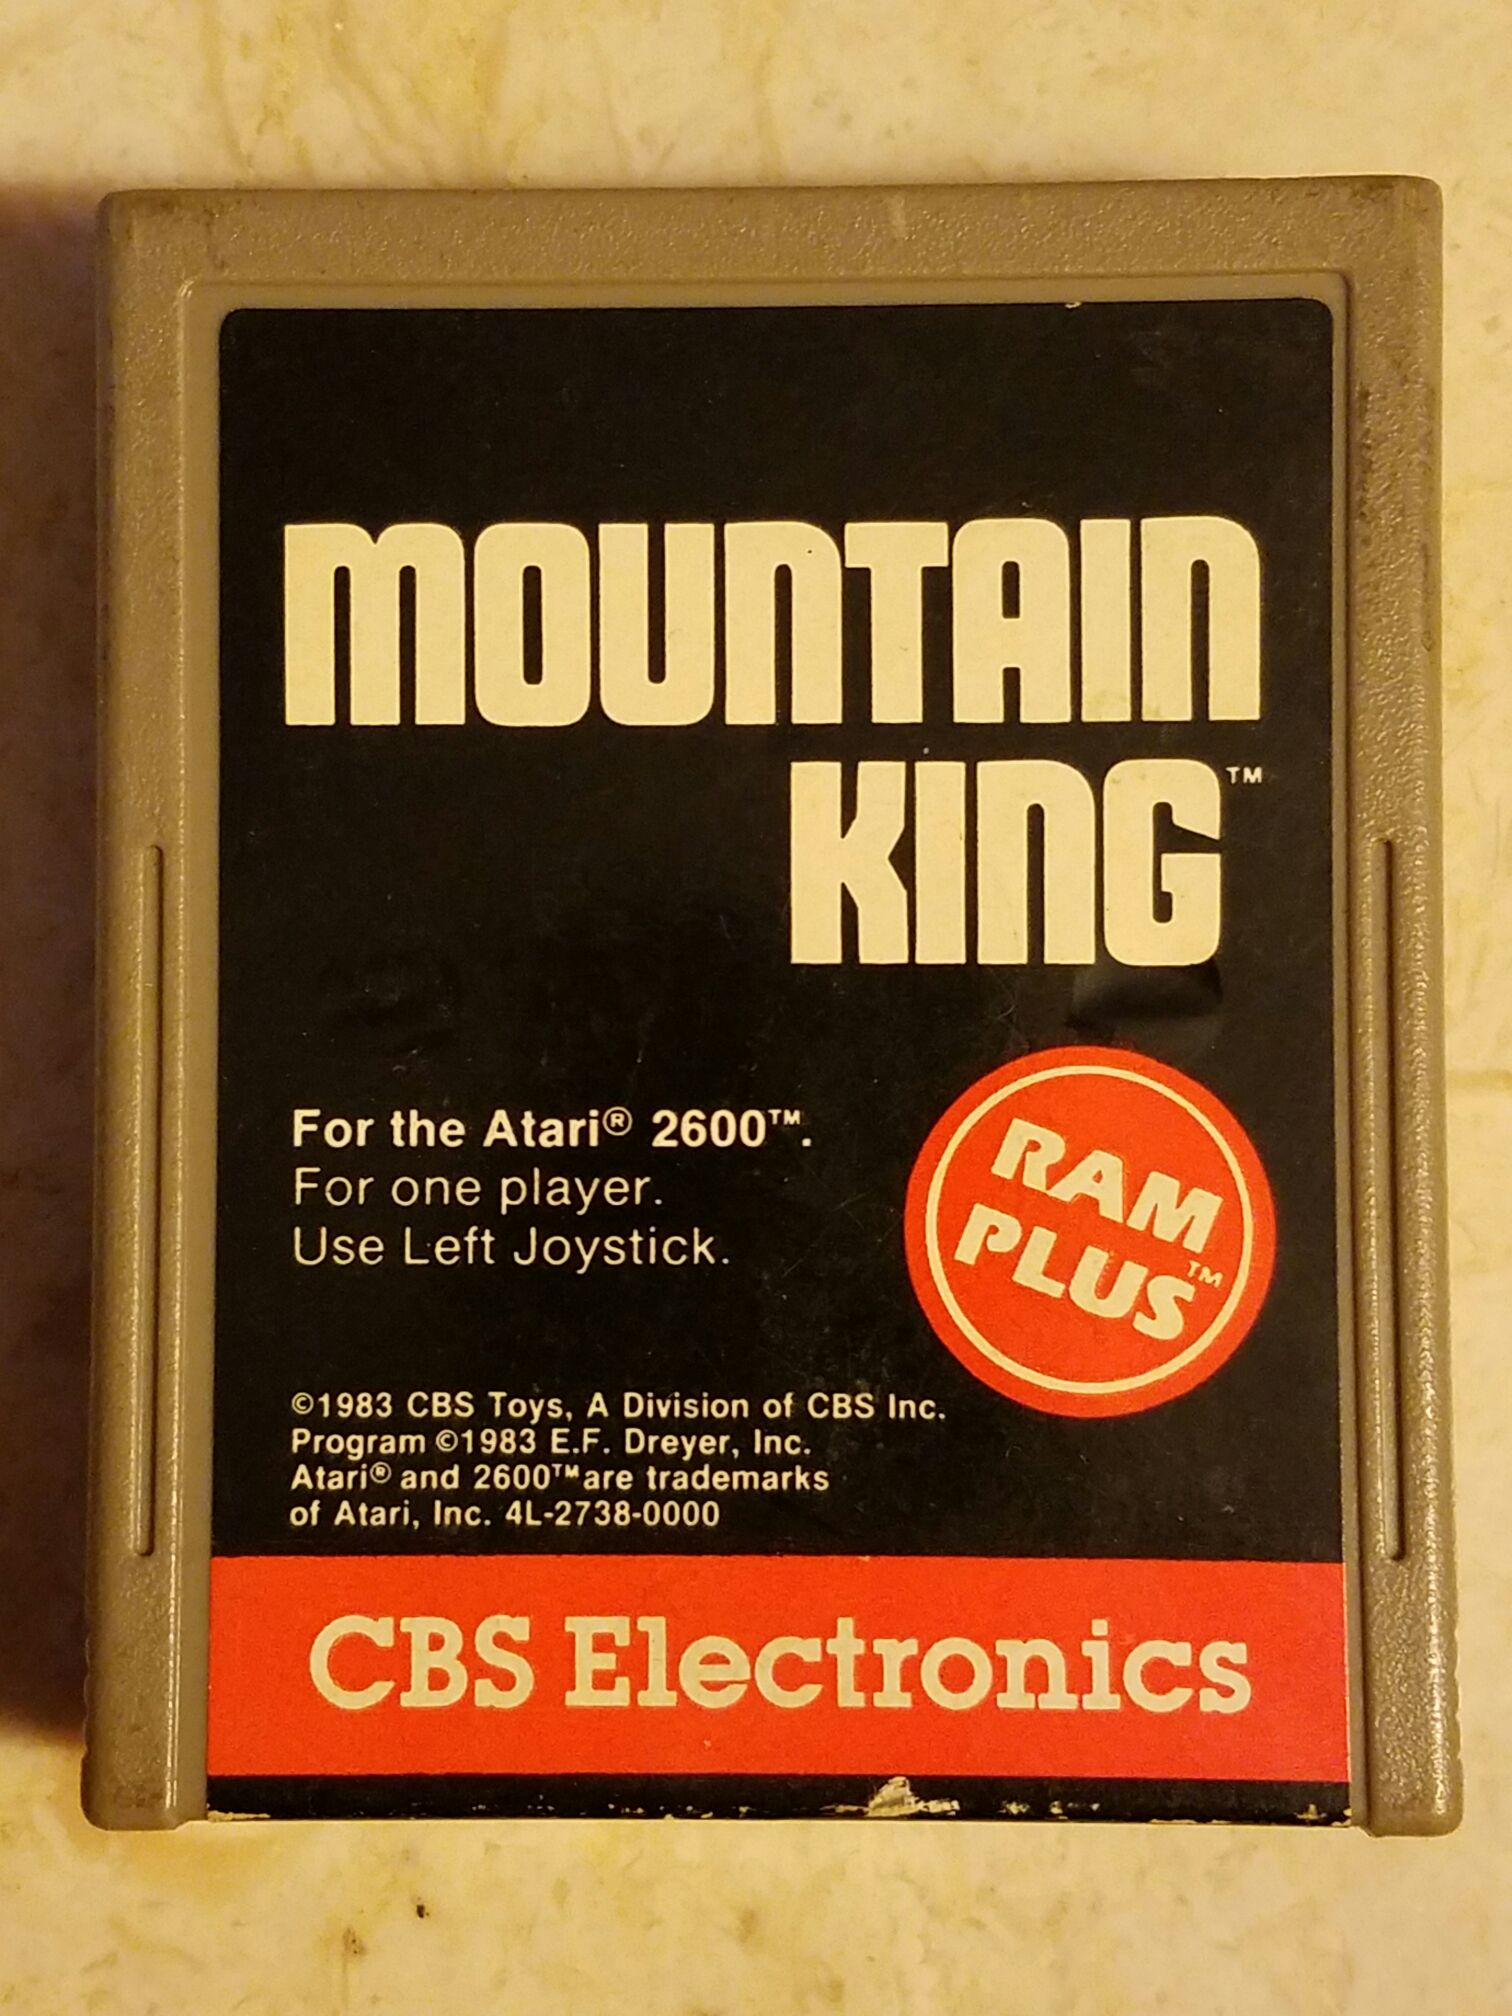 MOUNTAIN
KING™
For the Atari® 2600™.
For one player.
Use Left Joystick.
RAM
PLUS™
©1983 CBS Toys, A Division of CBS Inc.
Program ©1983 E.F. Dreyer, Inc.
Atari® and 2600™ are trademarks
of Atari, Inc. 4L-2738-0000
CBS Electronics